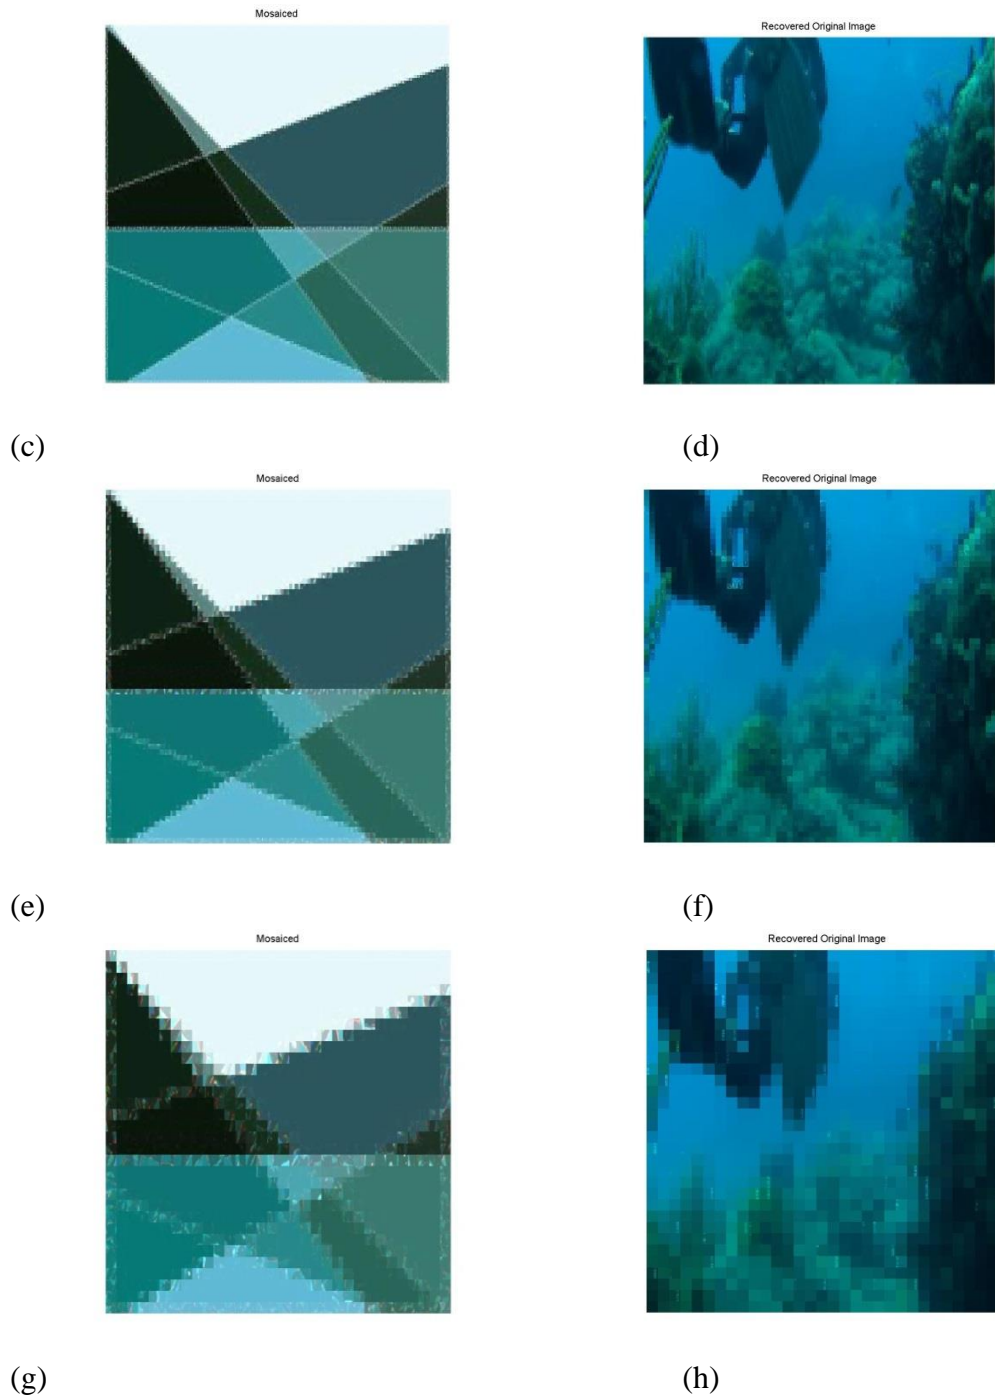 Mosaiced
Recovered Original Image
(c)
(d)
Mosaiced
Recovered Original Image
(e)
(f)
Mosaiced
Recovered Original Image
(g)
(h)